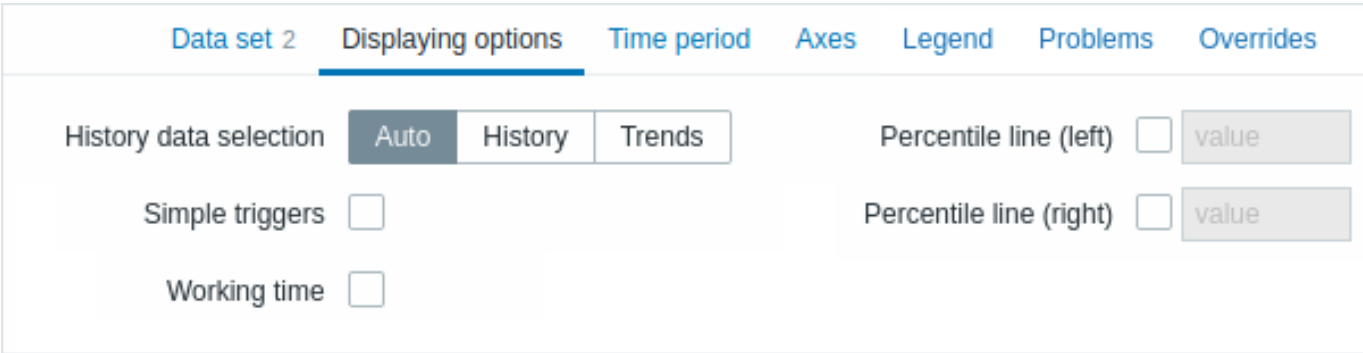 Data set 2 Displaying options Time period Axes Legend Problems Overrides
History data selection Auto History Trends Percentile line (left) value
Simple triggers Percentile line (right) value
Working time